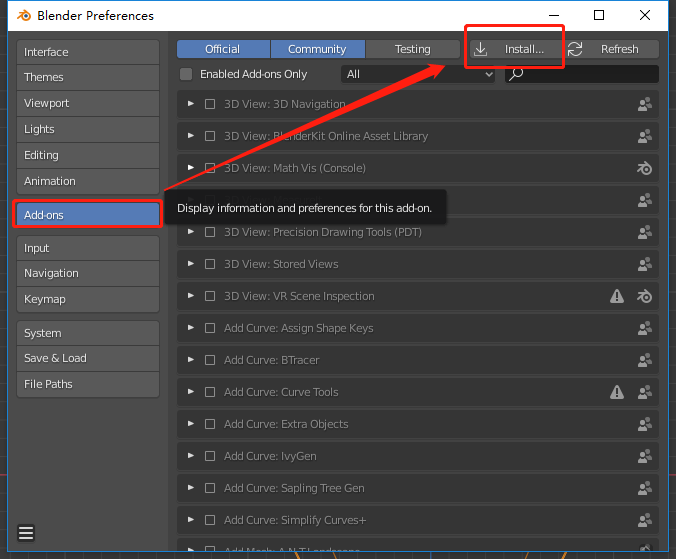 Blender Preferences
Interface
Themes
Viewport
Lights
Editing
Animation
Add-ons
Input
Navigation
Keymap
System
Save & Load
File Paths
Official
Community
Testing
Install...
Refresh
Enabled Add-ons Only
All
3D View: 3D Navigation
3D View: BlenderKit Online Asset Library
3D View: Math Vis (Console)
Display information and preferences for this add-on.
3D View: Precision Drawing Tools (PDT)
3D View: Stored Views
3D View: VR Scene Inspection
Add Curve: Assign Shape Keys
Add Curve: BTracer
Add Curve: Curve Tools
Add Curve: Extra Objects
Add Curve: IvyGen
Add Curve: Sapling Tree Gen
Add Curve: Simplify Curves+
Add Mesh: A.N.T.Landscape